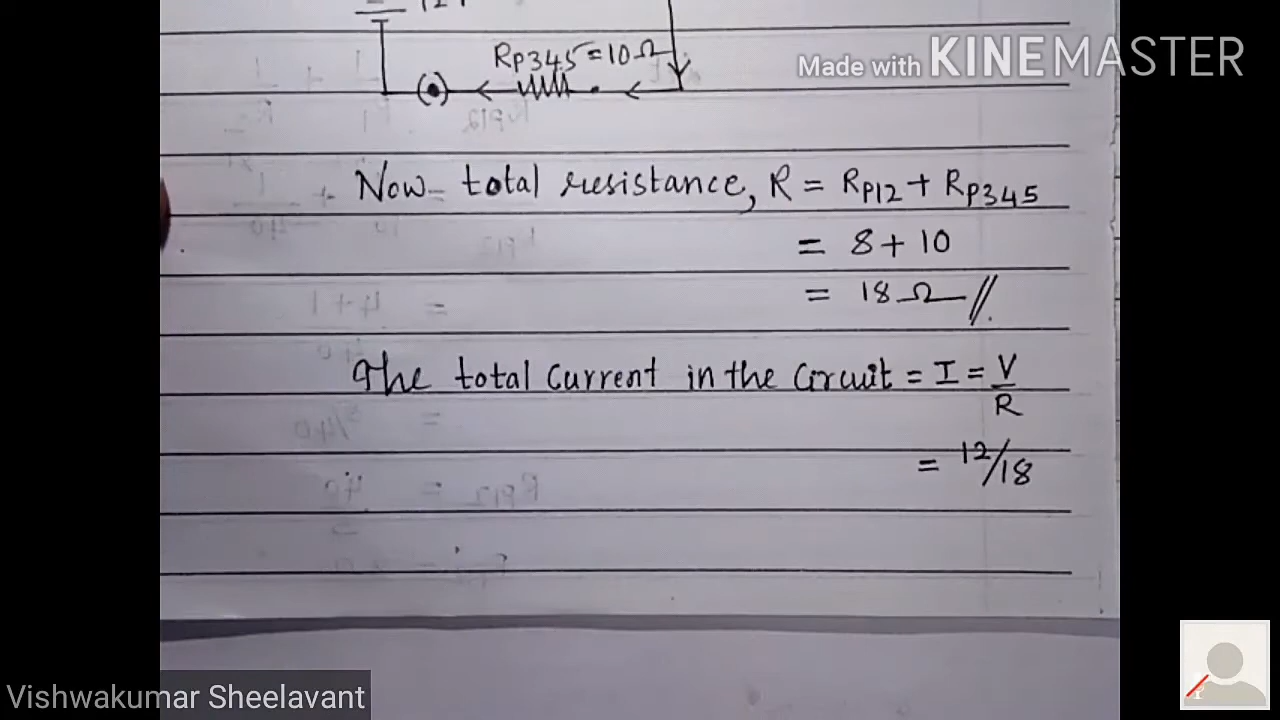 Rp345 = 10 Ω
Made with KINEMASTER
Now total resistance, R = RP12 + RP345
= 8 + 10
= 18 Ω //.
The total current in the circuit = I = V/R
= 12/18
Vishwakumar Sheelavant